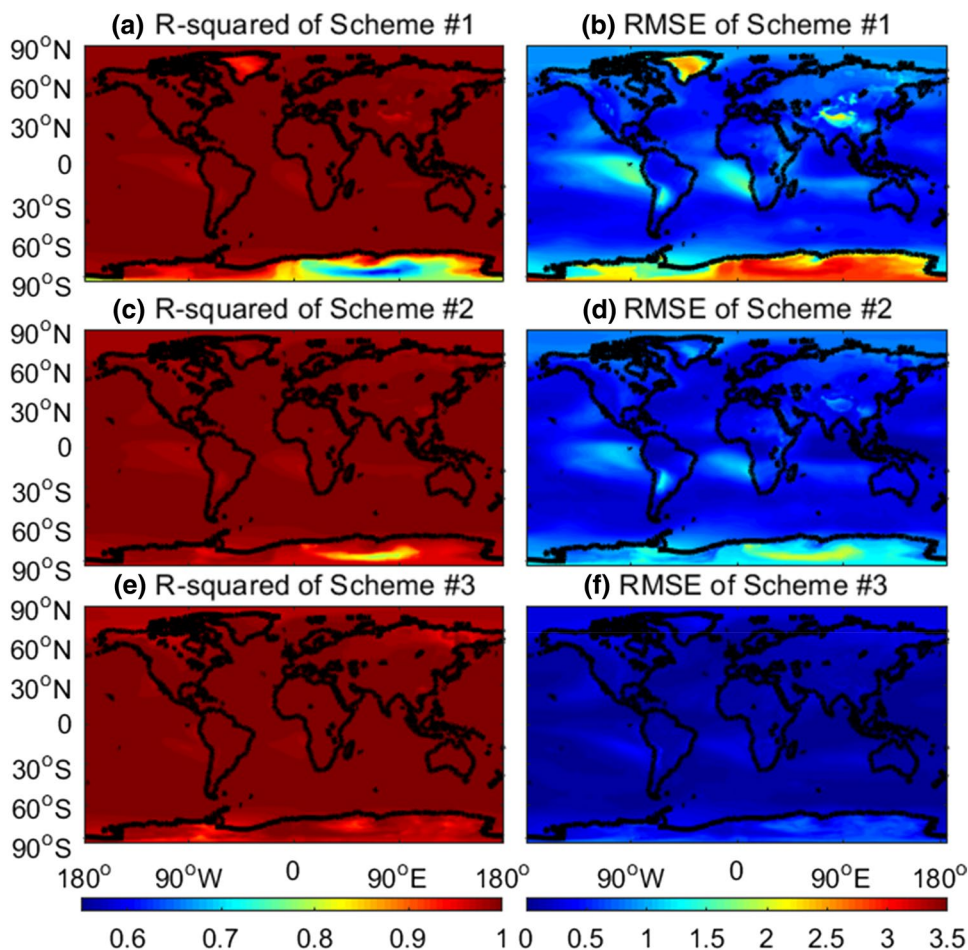 (a) R-squared of Scheme #1
(b) RMSE of Scheme #1
90°N
60°N
30°N
0
30°S
60°S
90°S
(c) R-squared of Scheme #2
(d) RMSE of Scheme #2
90°N
60°N
30°N
0
30°S
60°S
90°S
(e) R-squared of Scheme #3
(f) RMSE of Scheme #3
90°N
60°N
30°N
0
30°S
60°S
90°S
180° 90°W 0 90°E 180°
90°W 0 90°E 180°
0.6 0.7 0.8 0.9 1
0 0.5 1 1.5 2 2.5 3 3.5